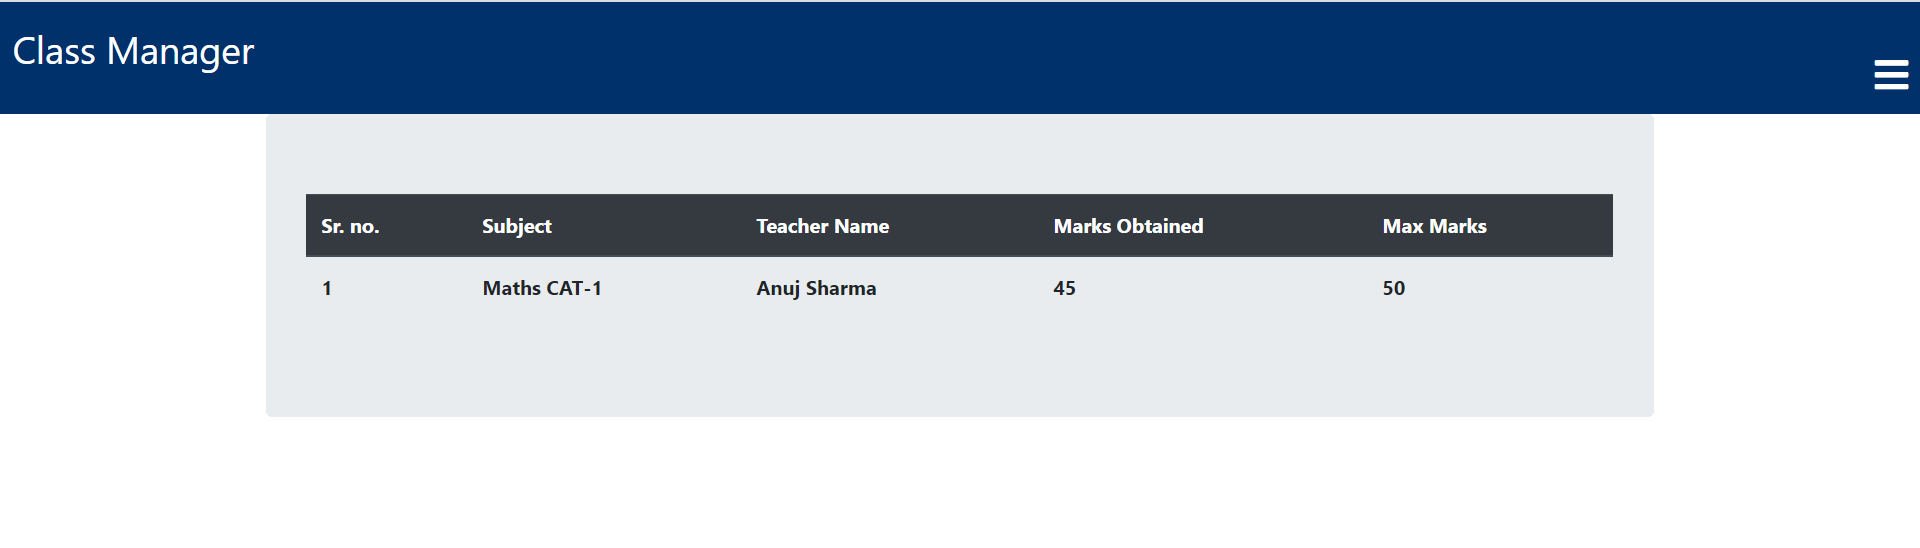 Class Manager
Sr. no. Subject Teacher Name Marks Obtained Max Marks
1 Maths CAT-1 Anuj Sharma 45 50